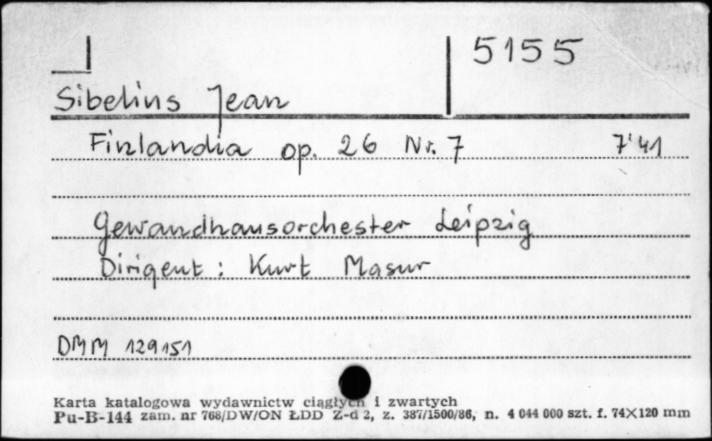 5155
Sibelius Jean
Finlandia op. 26 Nr. 7 7'41
Gewandhausorchester Leipzig
Dirigent: Kurt Masur
DMM 129151
Karta katalogowa wydawnictw ciągłych i zwartych
Pu-B-144 zam. nr 768/DW/ON ŁDD Z-d 2, z. 387/1500/86, n. 4 044 000 szt. f. 74×120 mm